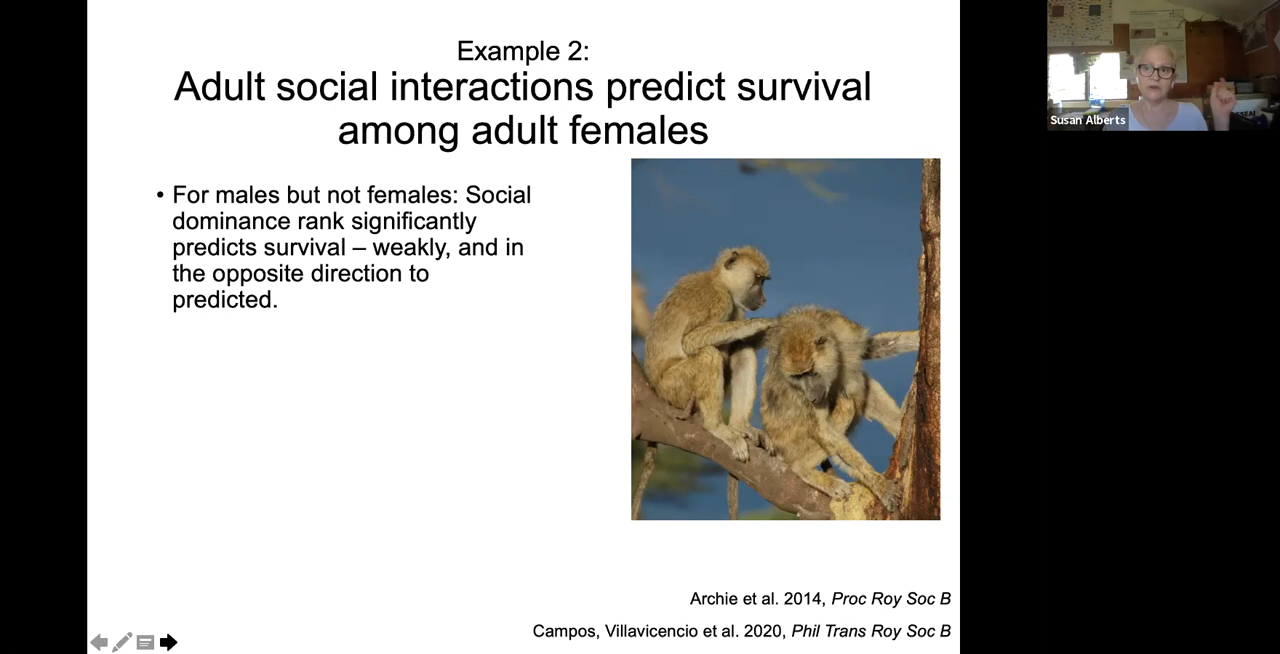 Example 2:
Adult social interactions predict survival
among adult females
• For males but not females: Social
dominance rank significantly
predicts survival – weakly, and in
the opposite direction to
predicted.
Archie et al. 2014, Proc Roy Soc B
Campos, Villavicencio et al. 2020, Phil Trans Roy Soc B
Susan Alberts